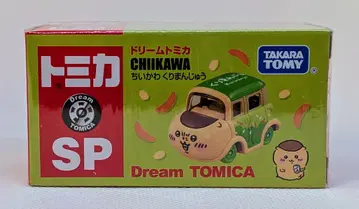 トミカ
Dream
TOMICA
SP
ドリームトミカ
CHIIKAWA
ちいかわ くりまんじゅう
TAKARA
TOMY
Dream TOMICA